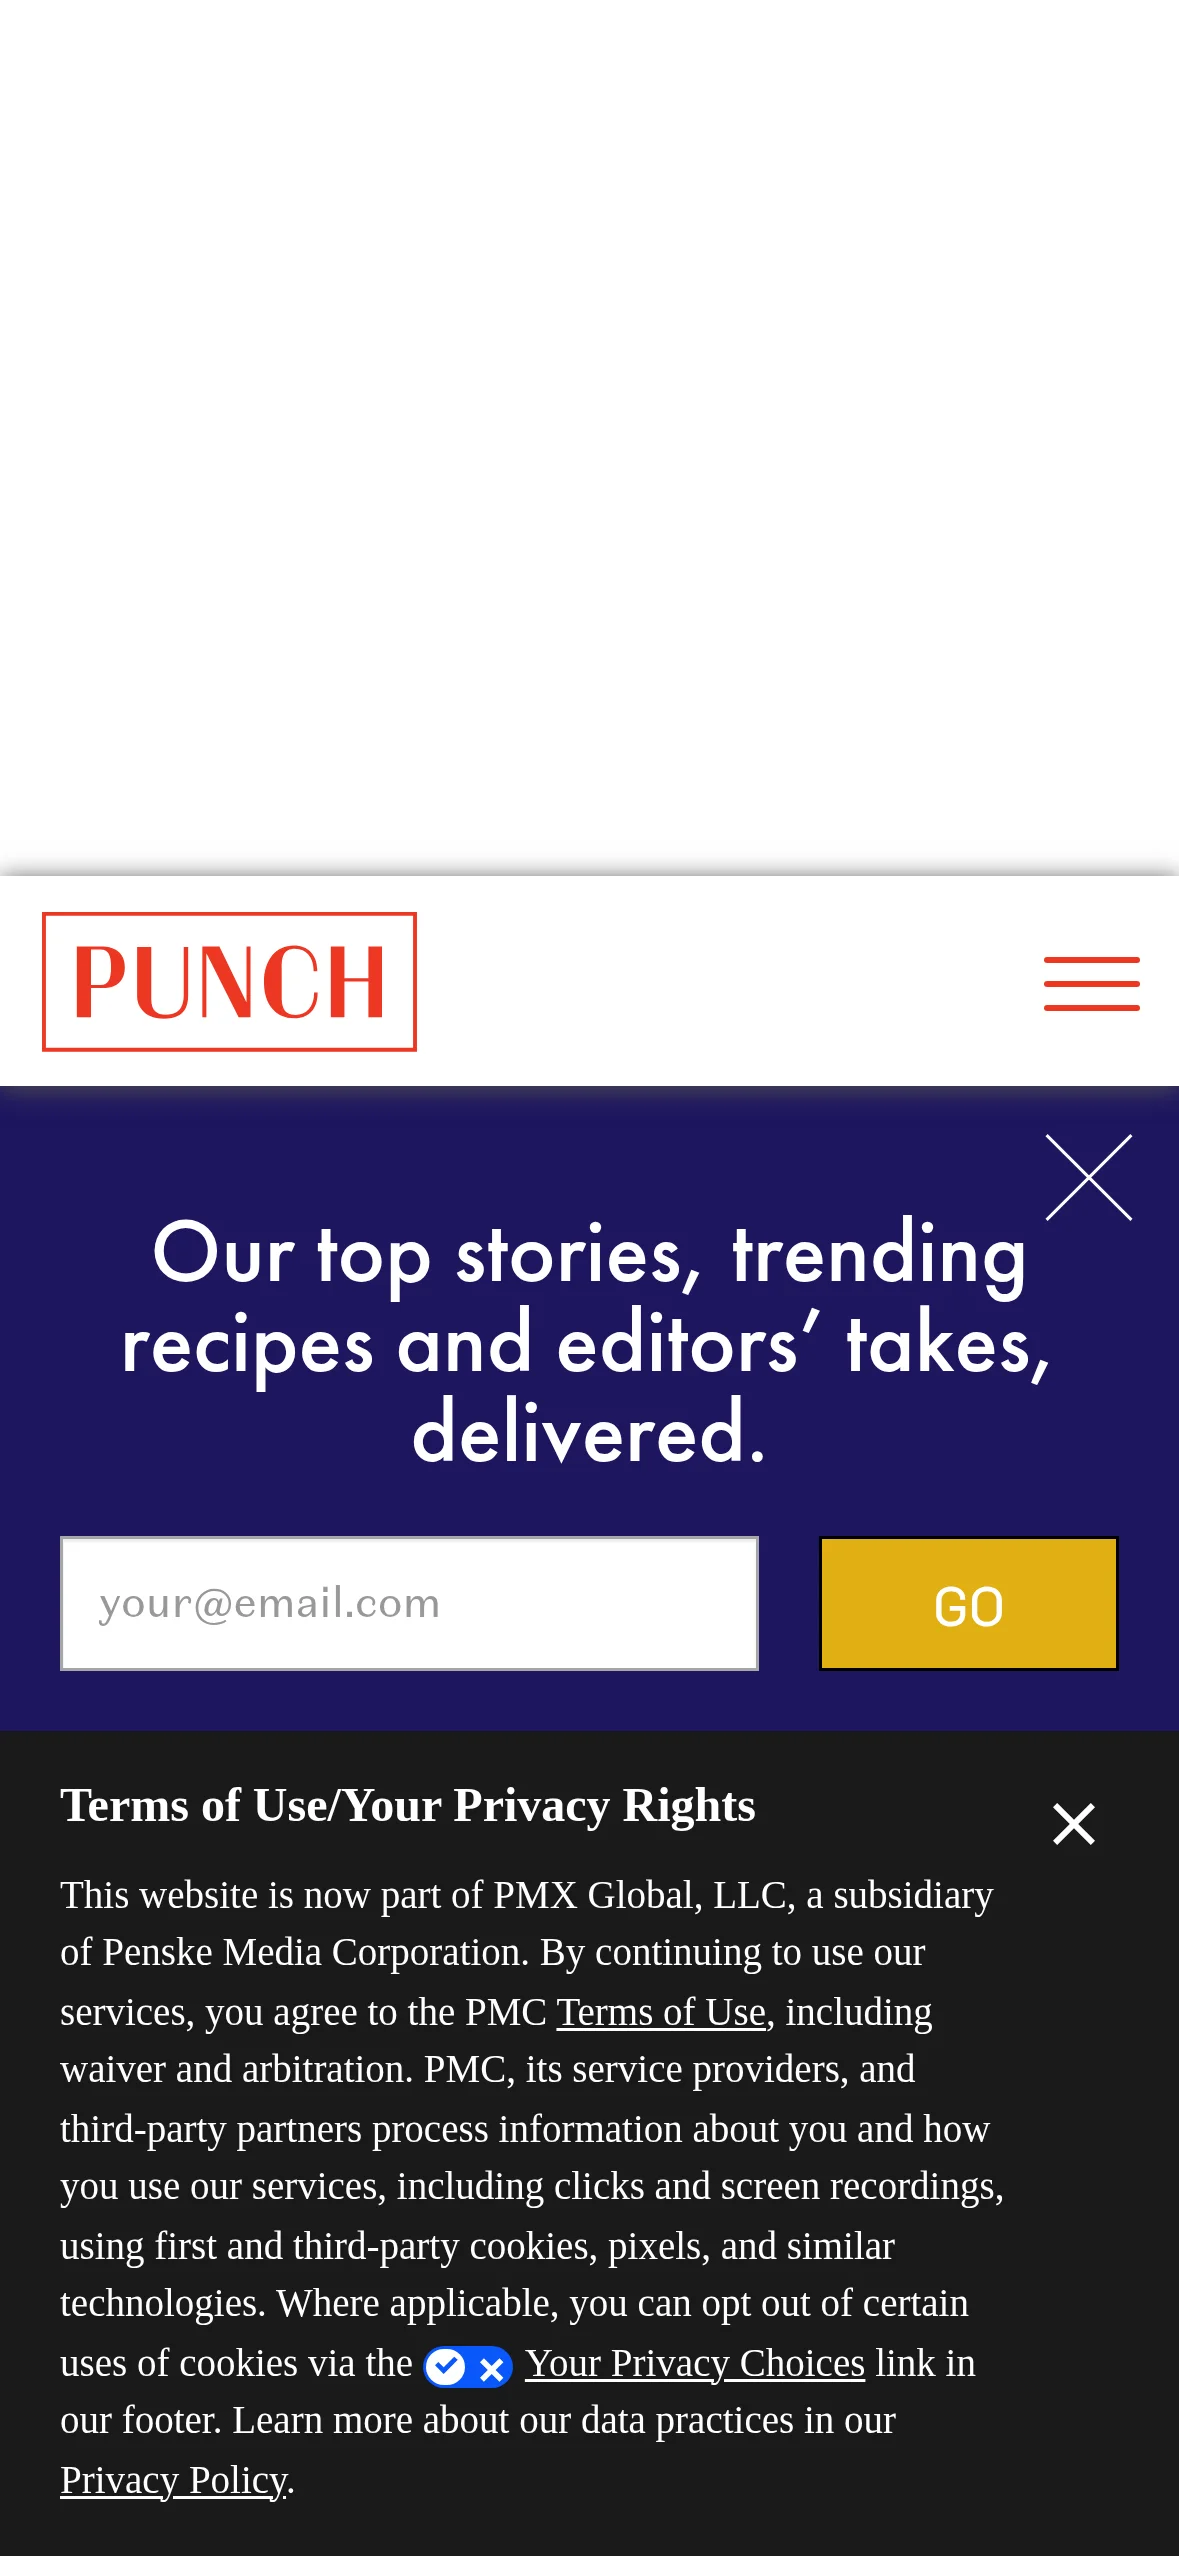 PUNCH
Our top stories, trending
recipes and editors’ takes,
delivered.
your@email.com
GO
Terms of Use/Your Privacy Rights
This website is now part of PMX Global, LLC, a subsidiary
of Penske Media Corporation. By continuing to use our
services, you agree to the PMC Terms of Use, including
waiver and arbitration. PMC, its service providers, and
third-party partners process information about you and how
you use our services, including clicks and screen recordings,
using first and third-party cookies, pixels, and similar
technologies. Where applicable, you can opt out of certain
uses of cookies via the Your Privacy Choices link in
our footer. Learn more about our data practices in our
Privacy Policy.